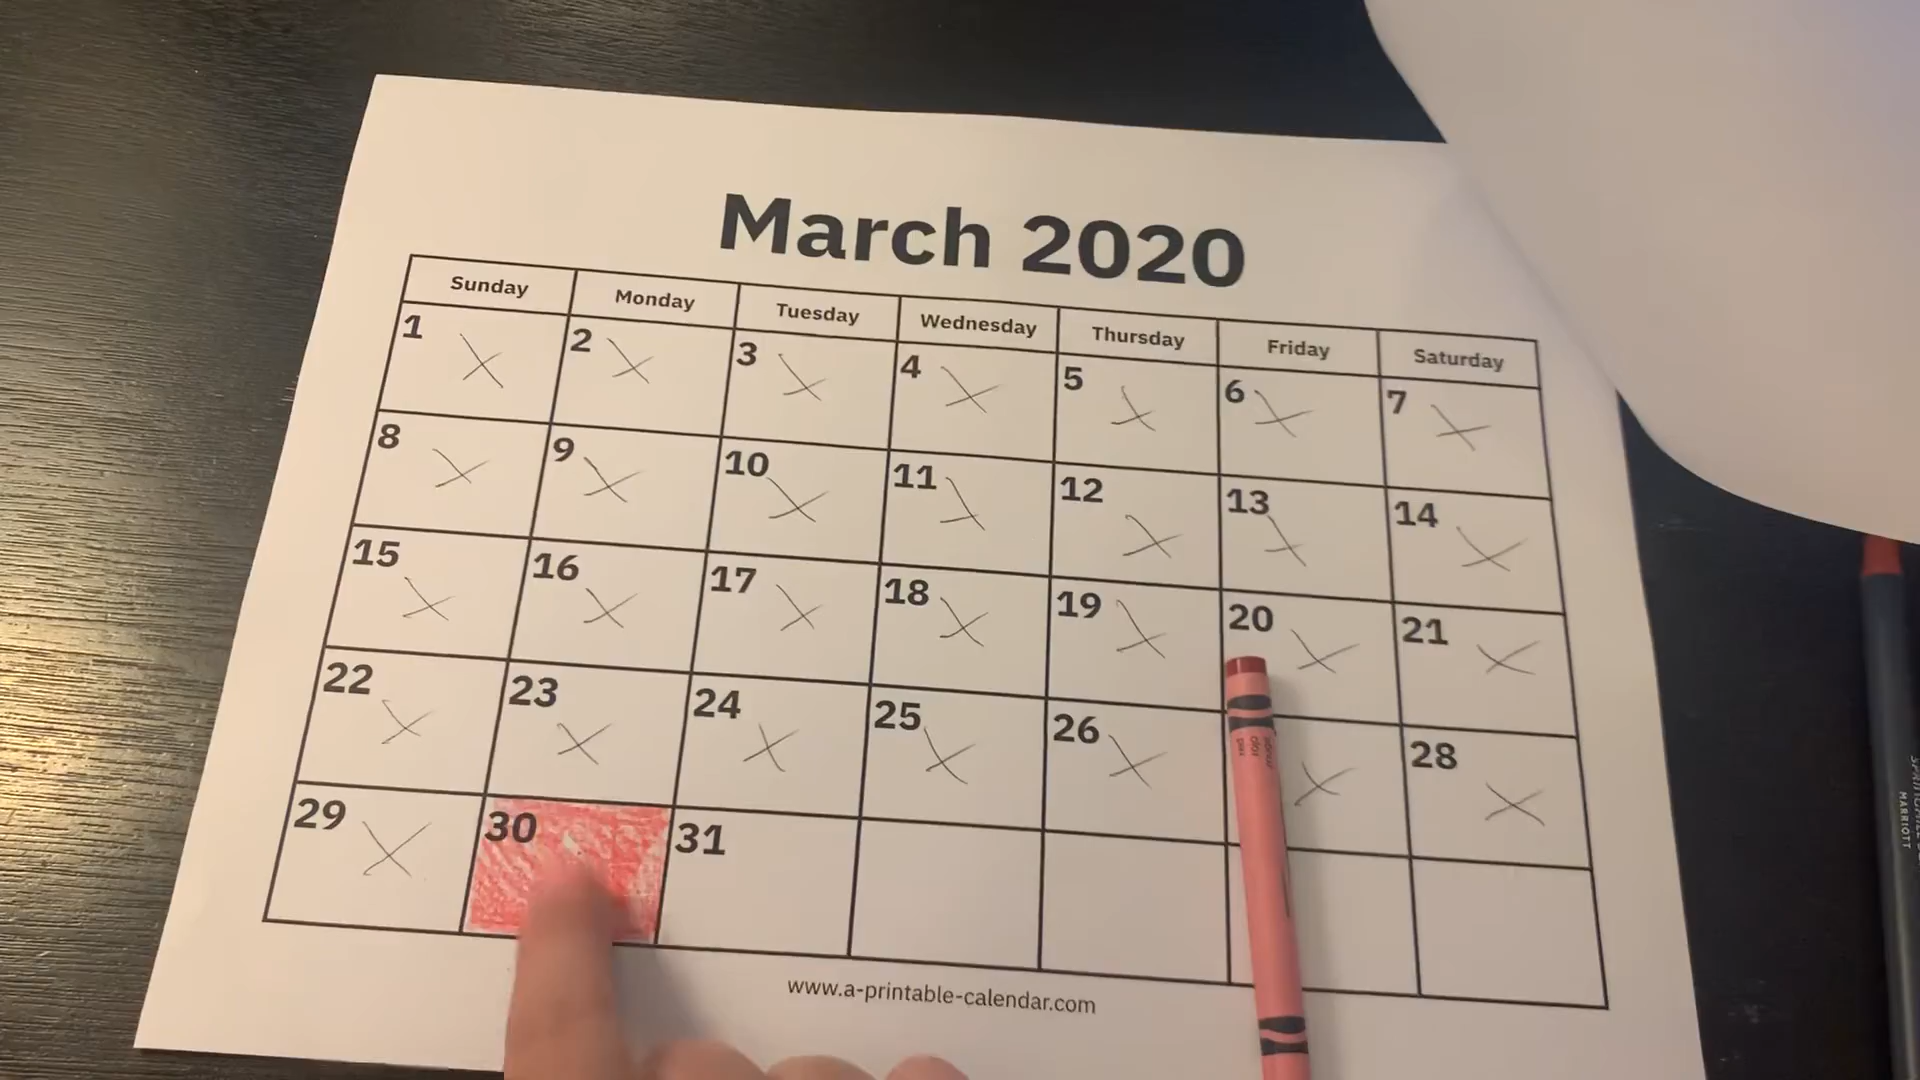 March 2020
Sunday Monday Tuesday Wednesday Thursday Friday Saturday
1 2 3 4 5 6 7
8 9 10 11 12 13 14
15 16 17 18 19 20 21
22 23 24 25 26 28
29 30 31
www.a-printable-calendar.com
MARRIOTT